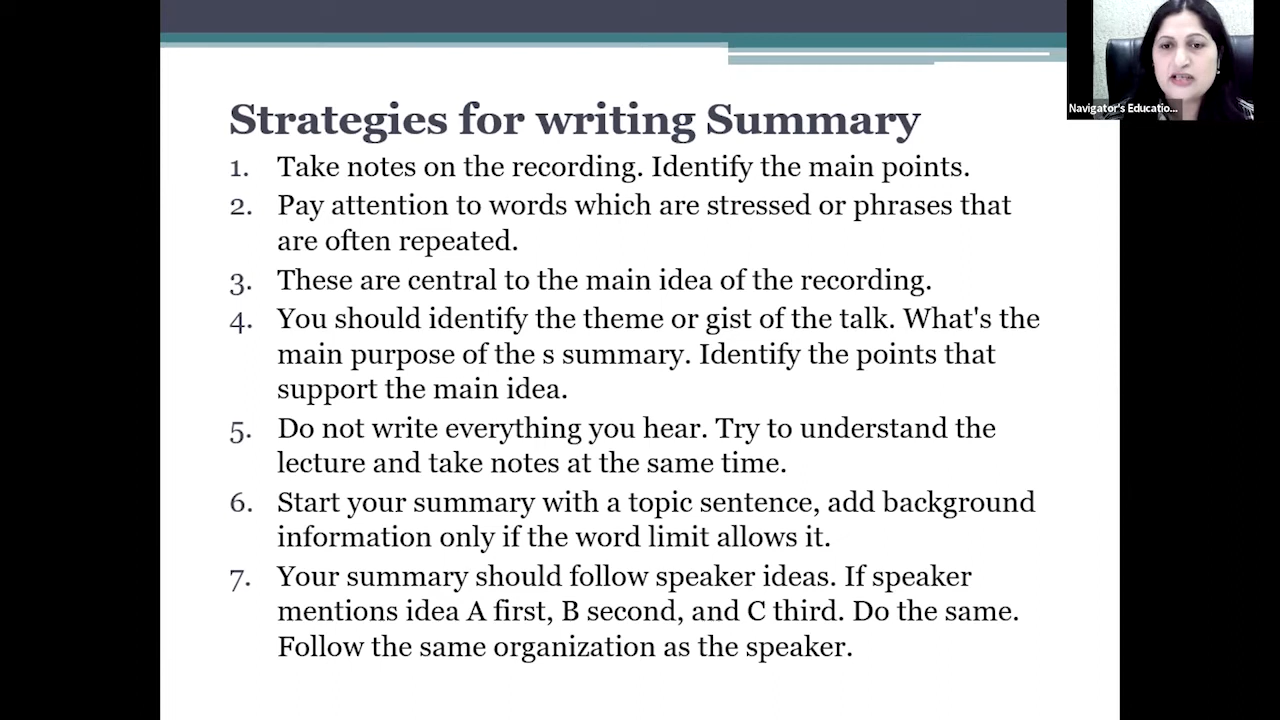 Navigator's Educatio...
Strategies for writing Summary
1. Take notes on the recording. Identify the main points.
2. Pay attention to words which are stressed or phrases that
are often repeated.
3. These are central to the main idea of the recording.
4. You should identify the theme or gist of the talk. What's the
main purpose of the s summary. Identify the points that
support the main idea.
5. Do not write everything you hear. Try to understand the
lecture and take notes at the same time.
6. Start your summary with a topic sentence, add background
information only if the word limit allows it.
7. Your summary should follow speaker ideas. If speaker
mentions idea A first, B second, and C third. Do the same.
Follow the same organization as the speaker.